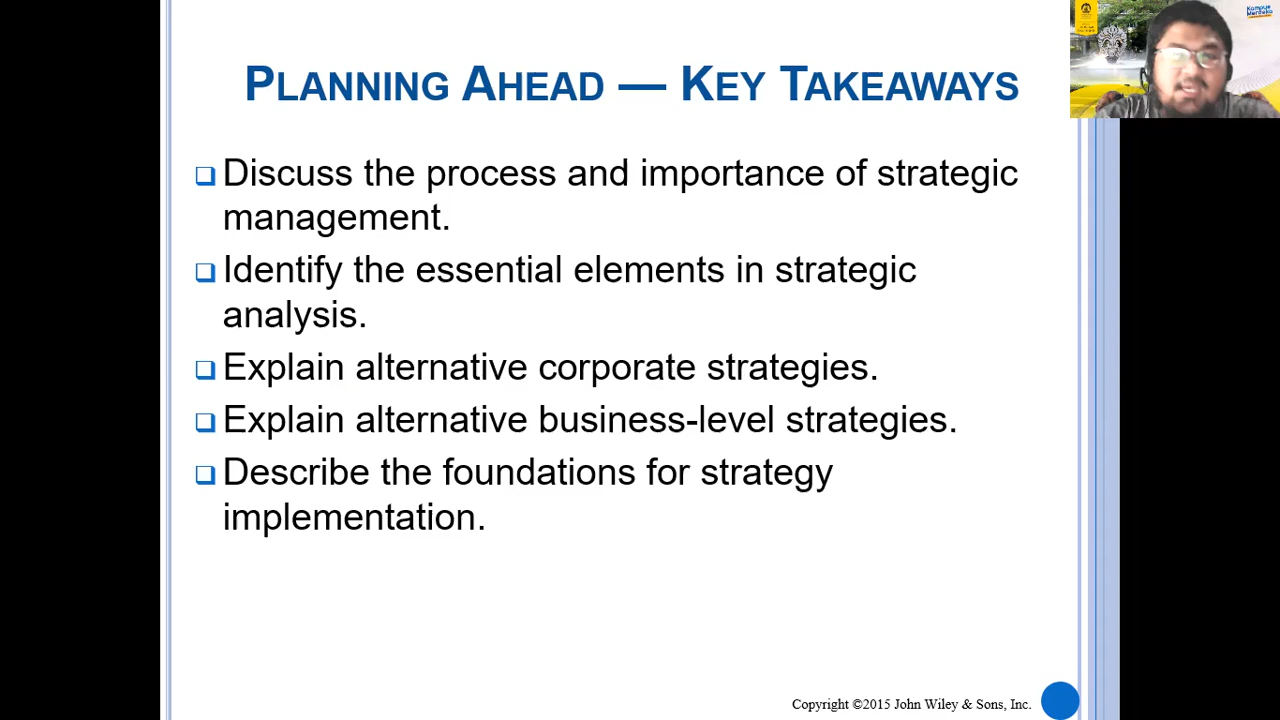 PLANNING AHEAD — KEY TAKEAWAYS
Kampus
Merdeka
Discuss the process and importance of strategic
management.
Identify the essential elements in strategic
analysis.
Explain alternative corporate strategies.
Explain alternative business-level strategies.
Describe the foundations for strategy
implementation.
Copyright ©2015 John Wiley & Sons, Inc.